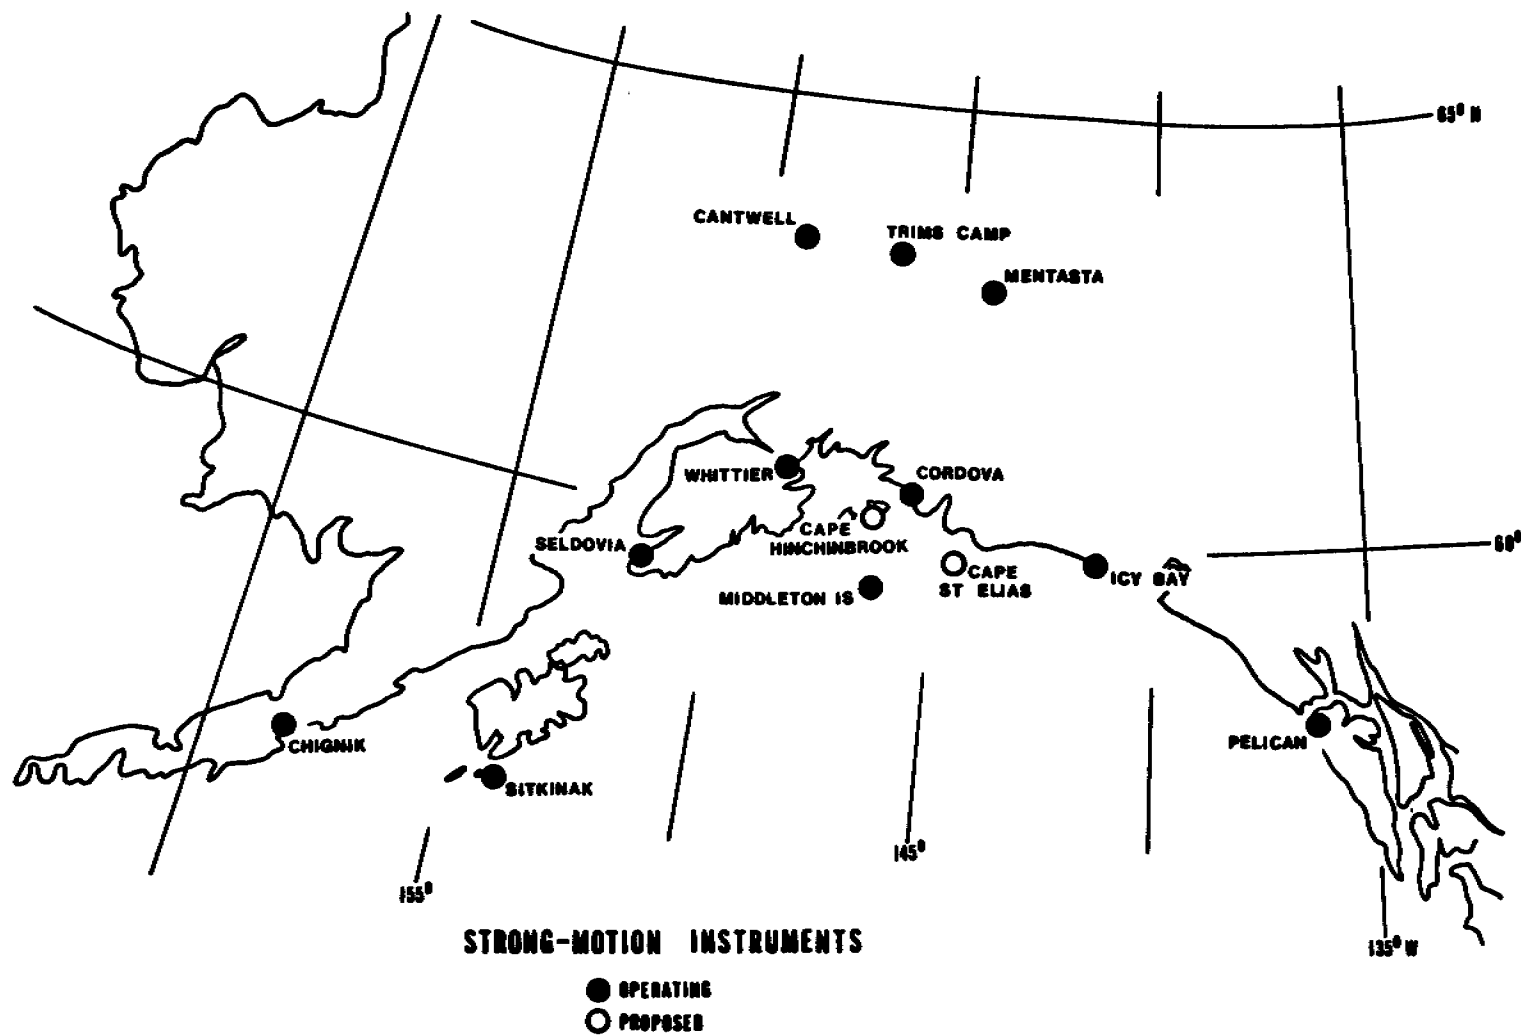 65° N
CANTWELL
TRIMS CAMP
MENTASTA
WHITTIER
CORDOVA
SELDOVIA
CAPE
HINCHINBROOK
60°
CAPE
ST ELIAS
ICY BAY
MIDDLETON IS
CHIGNIK
PELICAN
SITKINAK
145°
155°
135° W
STRONG-MOTION INSTRUMENTS
OPERATING
PROPOSED